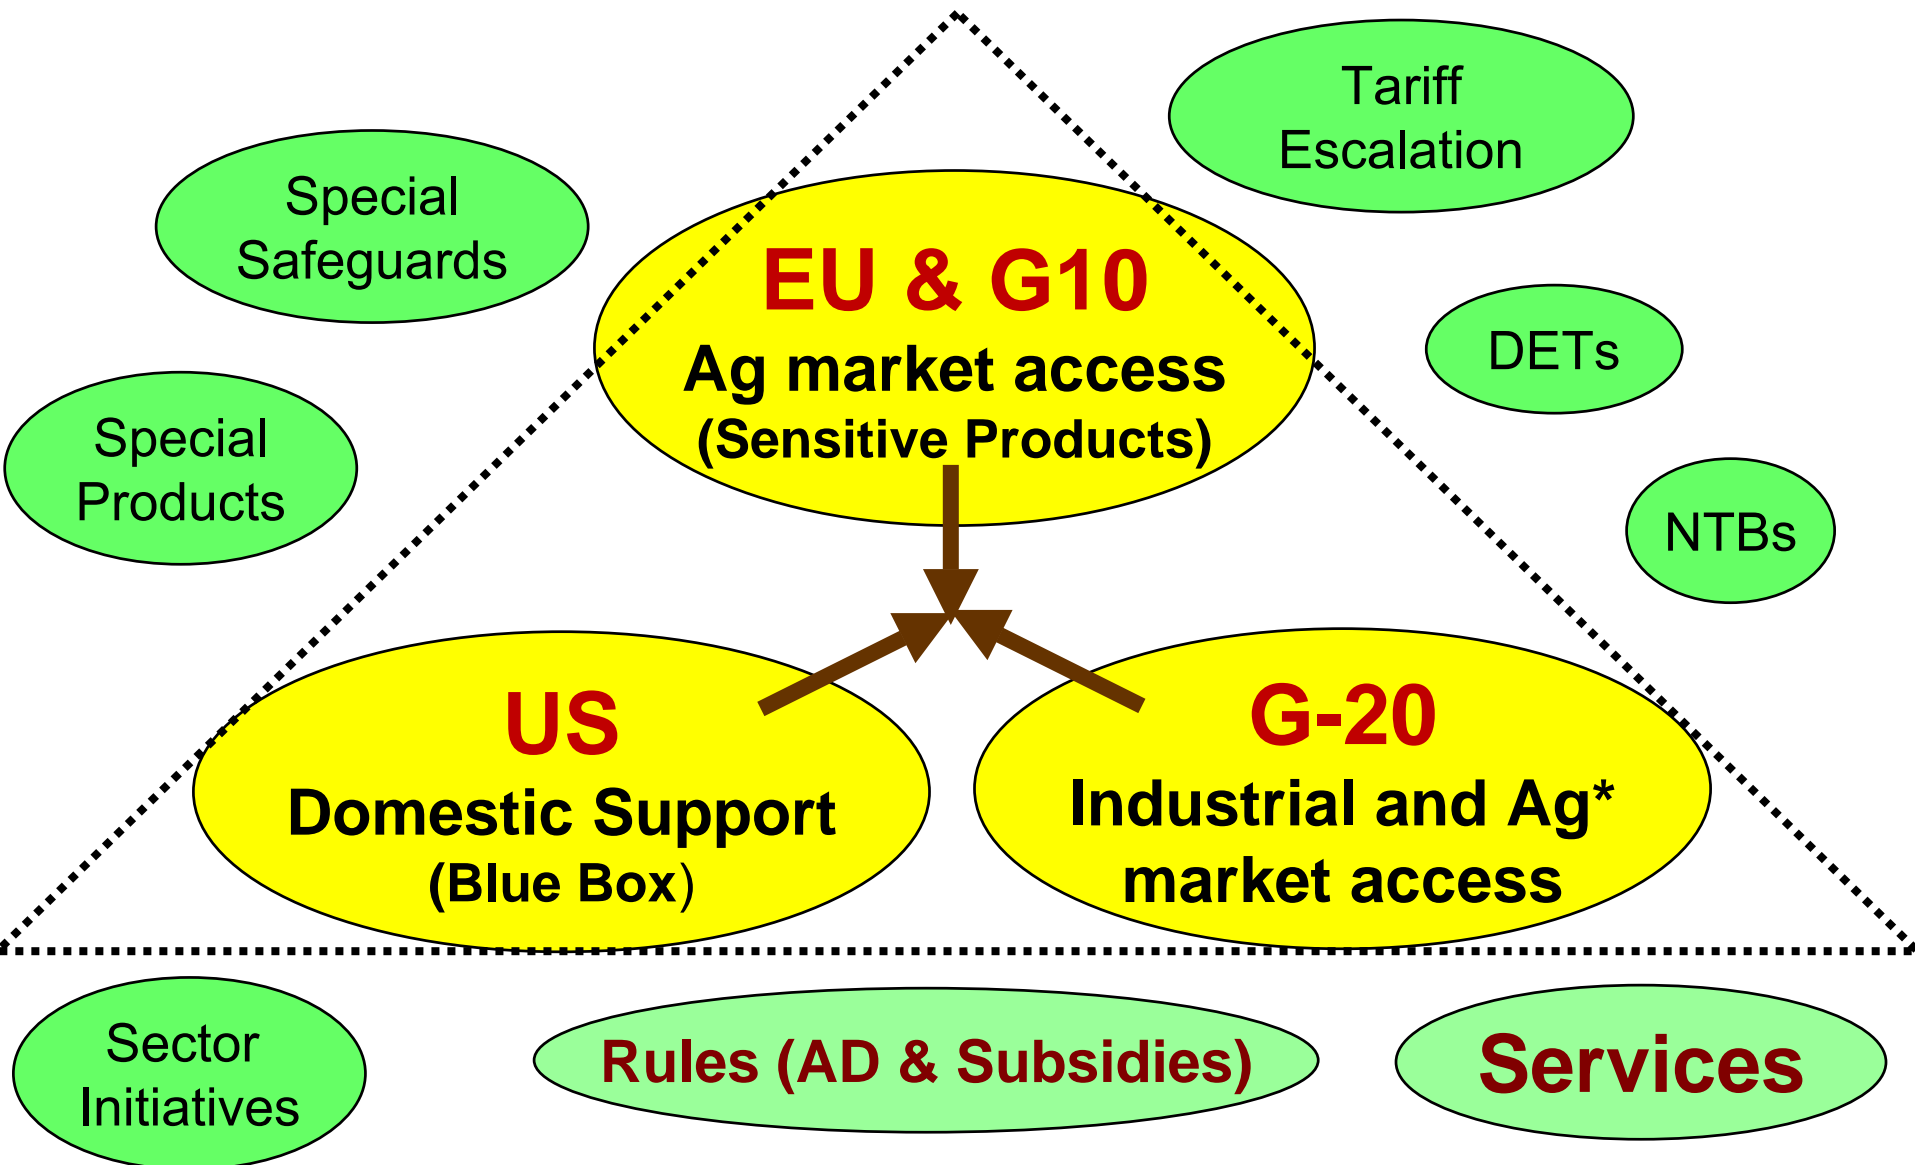 Tariff
Escalation
Special
Safeguards
EU & G10
Ag market access
(Sensitive Products)
DETs
Special
Products
NTBs
US
Domestic Support
(Blue Box)
G-20
Industrial and Ag*
market access
Sector
Initiatives
Rules (AD & Subsidies)
Services